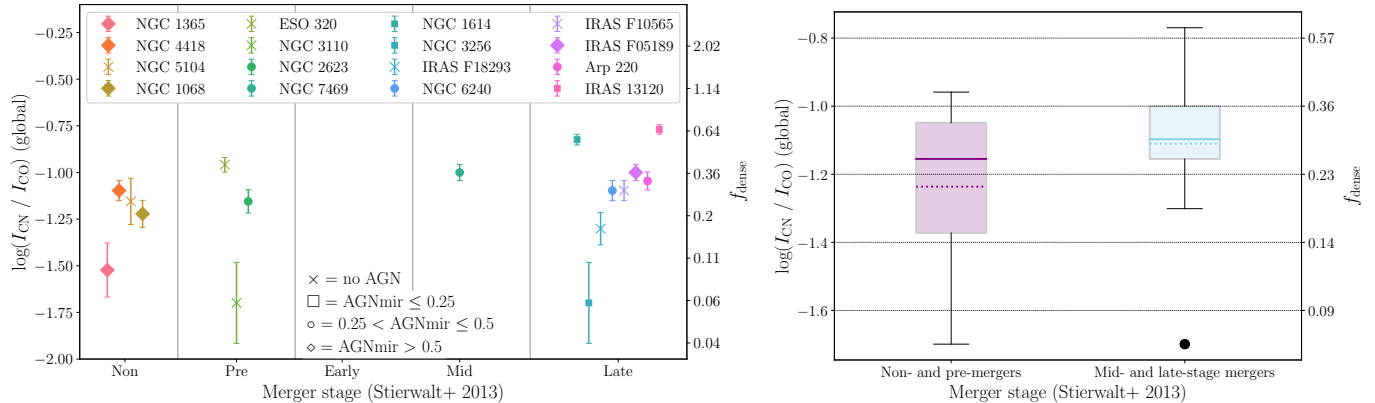 NGC 1365
NGC 4418
NGC 5104
NGC 1068
ESO 320
NGC 3110
NGC 2623
NGC 7469
NGC 1614
NGC 3256
IRAS F18293
NGC 6240
IRAS F10565
IRAS F05189
Arp 220
IRAS 13120
−0.25
−0.50
−0.75
−1.00
−1.25
−1.50
−1.75
−2.00
log(I_CN / I_CO) (global)
2.02
1.14
0.64
0.36
0.2
0.11
0.06
0.04
f_dense
× = no AGN
□ = AGNmir ≤ 0.25
○ = 0.25 < AGNmir ≤ 0.5
◇ = AGNmir > 0.5
Non Pre Early Mid Late
Merger stage (Stierwalt+ 2013)
−0.8
−1.0
−1.2
−1.4
−1.6
log(I_CN / I_CO) (global)
0.57
0.36
0.23
0.14
0.09
f_dense
Non- and pre-mergers Mid- and late-stage mergers
Merger stage (Stierwalt+ 2013)